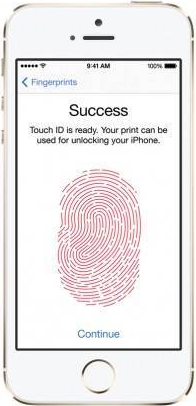 9:41 AM 100%
Fingerprints
Success
Touch ID is ready. Your print can be
used for unlocking your iPhone.
Continue